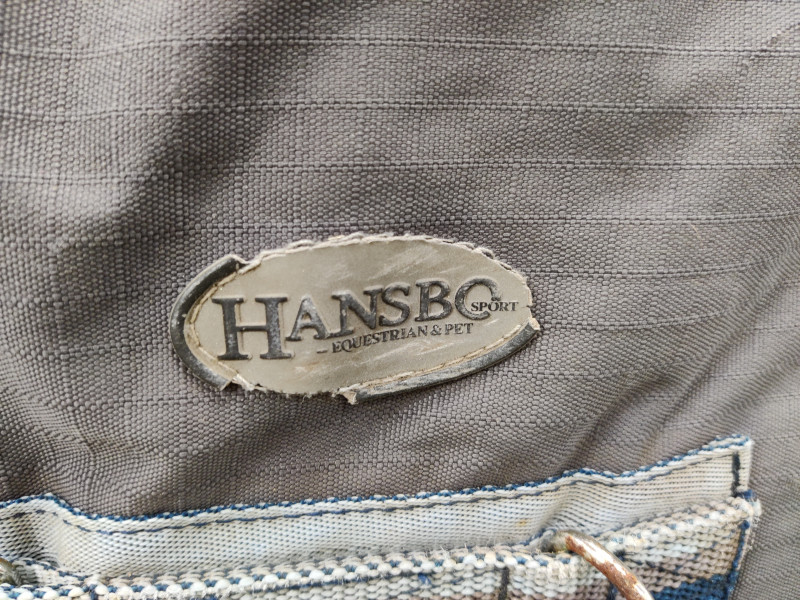 HANSBO
SPORT
– EQUESTRIAN & PET